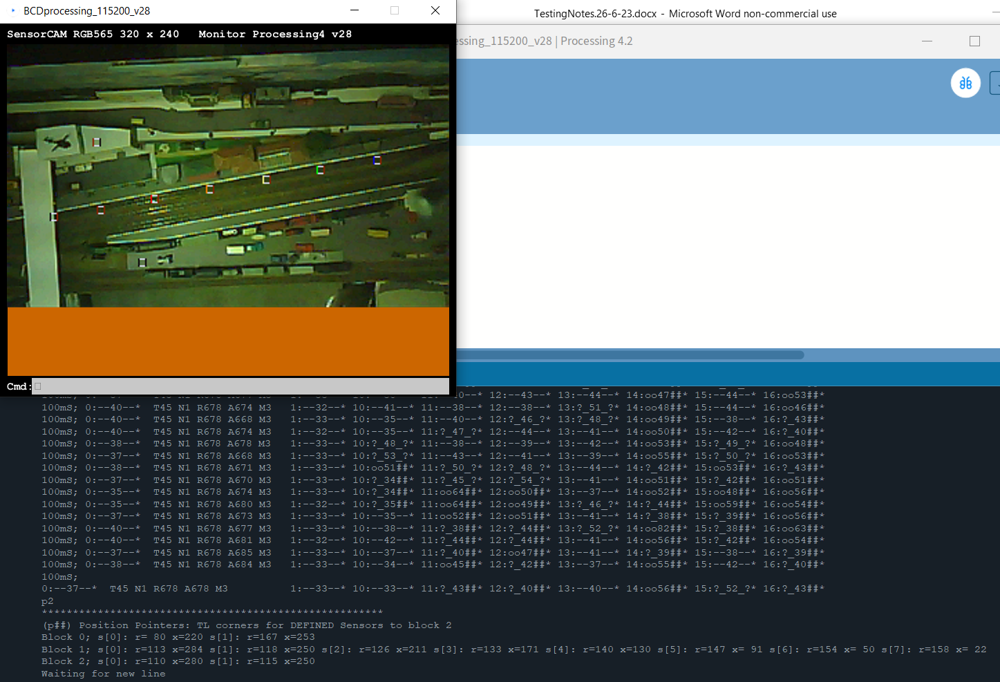 BCDprocessing_115200_v28
TestingNotes.26-6-23.docx - Microsoft Word non-commercial use
SensorCAM RGB565 320 x 240 Monitor Processing4 v28
essing_115200_v28 | Processing 4.2
Cmd:
100mS; 0:--40--* T45 N1 R678 A674 M3 1:--32--* 10:--41--* 11:--38--* 12:--38--* 13:?_51_?* 14:oo48##* 15:--44--* 16:oo46##*
100mS; 0:--40--* T45 N1 R678 A668 M3 1:--33--* 10:--35--* 11:--40--* 12:?_46_?* 13:?_48_?* 14:oo49##* 15:--38--* 16:?_43##*
100mS; 0:--40--* T45 N1 R678 A674 M3 1:--32--* 10:--35--* 11:?_47_?* 12:--44--* 13:--41--* 14:oo50##* 15:--42--* 16:?_40##*
100mS; 0:--38--* T45 N1 R678 A678 M3 1:--33--* 10:?_48_?* 11:--38--* 12:--39--* 13:--42--* 14:oo53##* 15:?_49_?* 16:oo48##*
100mS; 0:--37--* T45 N1 R678 A668 M3 1:--33--* 10:?_53_?* 11:--43--* 12:--41--* 13:--39--* 14:oo55##* 15:?_50_?* 16:oo53##*
100mS; 0:--38--* T45 N1 R678 A671 M3 1:--33--* 10:oo51##* 11:?_50_?* 12:?_48_?* 13:--44--* 14:?_42##* 15:oo53##* 16:?_43##*
100mS; 0:--37--* T45 N1 R678 A670 M3 1:--33--* 10:?_34##* 11:?_45_?* 12:?_54_?* 13:--41--* 14:oo51##* 15:?_42##* 16:oo51##*
100mS; 0:--35--* T45 N1 R678 A674 M3 1:--32--* 10:?_34##* 11:oo64##* 12:oo50##* 13:--37--* 14:oo52##* 15:oo48##* 16:oo56##*
100mS; 0:--35--* T45 N1 R678 A680 M3 1:--32--* 10:?_35##* 11:oo64##* 12:oo49##* 13:?_46_?* 14:?_44##* 15:oo59##* 16:oo54##*
100mS; 0:--37--* T45 N1 R678 A673 M3 1:--33--* 10:--35--* 11:oo52##* 12:oo51##* 13:--41--* 14:?_38##* 15:?_39##* 16:oo56##*
100mS; 0:--40--* T45 N1 R678 A677 M3 1:--33--* 10:--38--* 11:?_38##* 12:?_44##* 13:?_52_?* 14:oo82##* 15:?_38##* 16:oo63##*
100mS; 0:--40--* T45 N1 R678 A681 M3 1:--32--* 10:--42--* 11:?_44##* 12:?_44##* 13:--41--* 14:oo56##* 15:?_42##* 16:oo54##*
100mS; 0:--37--* T45 N1 R678 A685 M3 1:--33--* 10:--37--* 11:?_40##* 12:oo47##* 13:--41--* 14:?_39##* 15:--38--* 16:?_39##*
100mS; 0:--38--* T45 N1 R678 A684 M3 1:--33--* 10:--34--* 11:oo45##* 12:?_42##* 13:--37--* 14:oo55##* 15:--42--* 16:?_40##*
100mS;
0:--37--* T45 N1 R678 A678 M3 1:--33--* 10:--33--* 11:?_43##* 12:?_40##* 13:--40--* 14:oo56##* 15:?_52_?* 16:?_43##*
p2
*******************************************************
(p##) Position Pointers: TL corners for DEFINED Sensors to block 2
Block 0; s[0]: r= 80 x=220 s[1]: r=167 x=253
Block 1; s[0]: r=113 x=284 s[1]: r=118 x=250 s[2]: r=126 x=211 s[3]: r=133 x=171 s[4]: r=140 x=130 s[5]: r=147 x= 91 s[6]: r=154 x= 50 s[7]: r=158 x= 22
Block 2; s[0]: r=110 x=280 s[1]: r=115 x=250
Waiting for new line